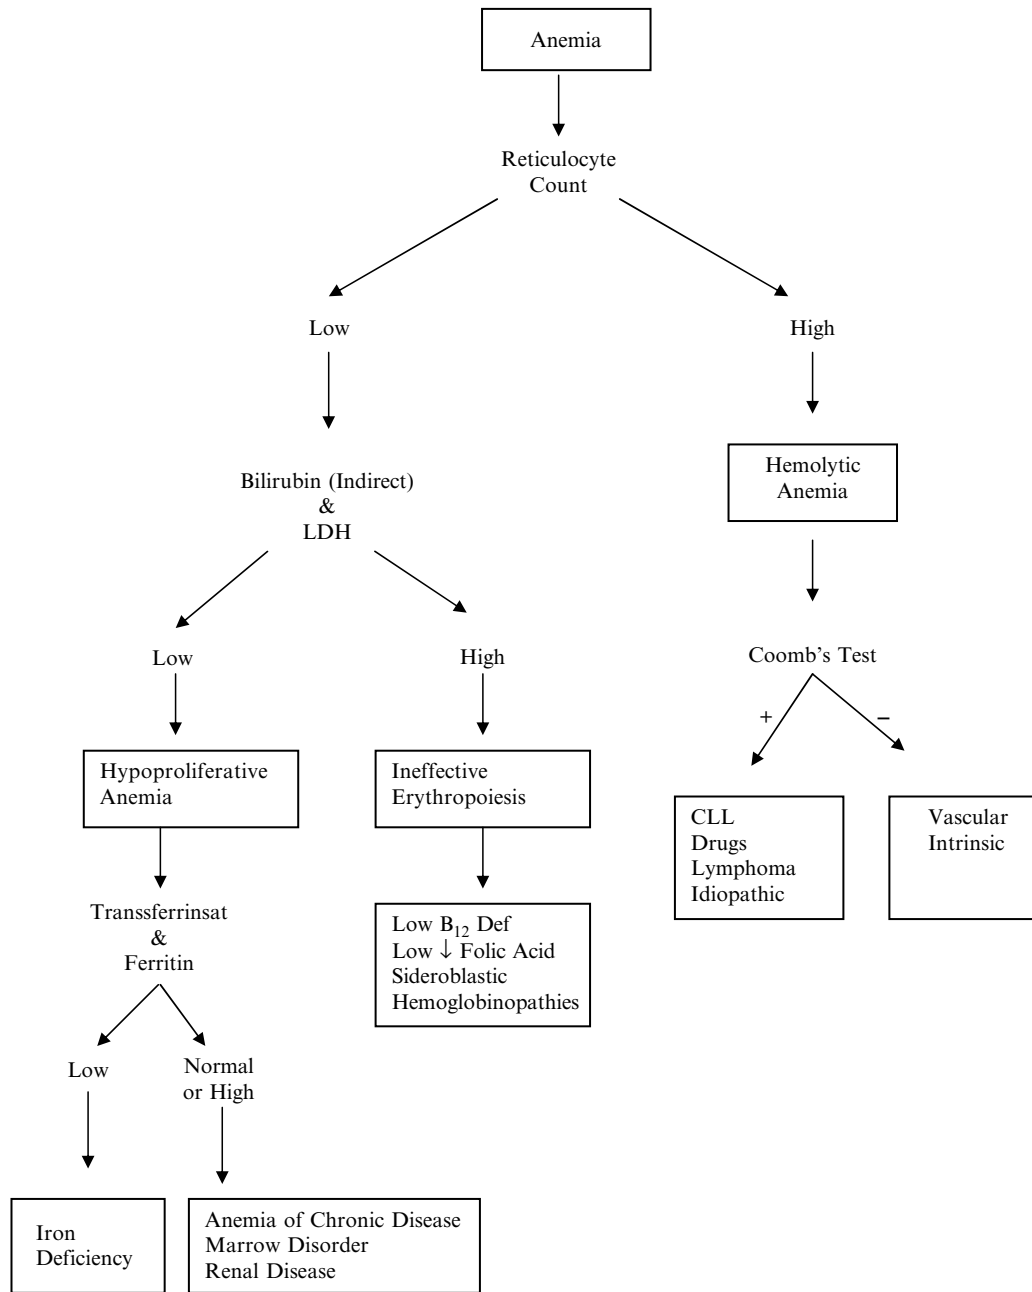 Anemia
Reticulocyte
Count
Low
High
Bilirubin (Indirect)
&
LDH
Hemolytic
Anemia
Low
High
Coomb's Test
+
−
Hypoproliferative
Anemia
Ineffective
Erythropoiesis
CLL
Drugs
Lymphoma
Idiopathic
Vascular
Intrinsic
Transsferrinsat
&
Ferritin
Low B₁₂ Def
Low ↓ Folic Acid
Sideroblastic
Hemoglobinopathies
Low
Normal
or High
Iron
Deficiency
Anemia of Chronic Disease
Marrow Disorder
Renal Disease